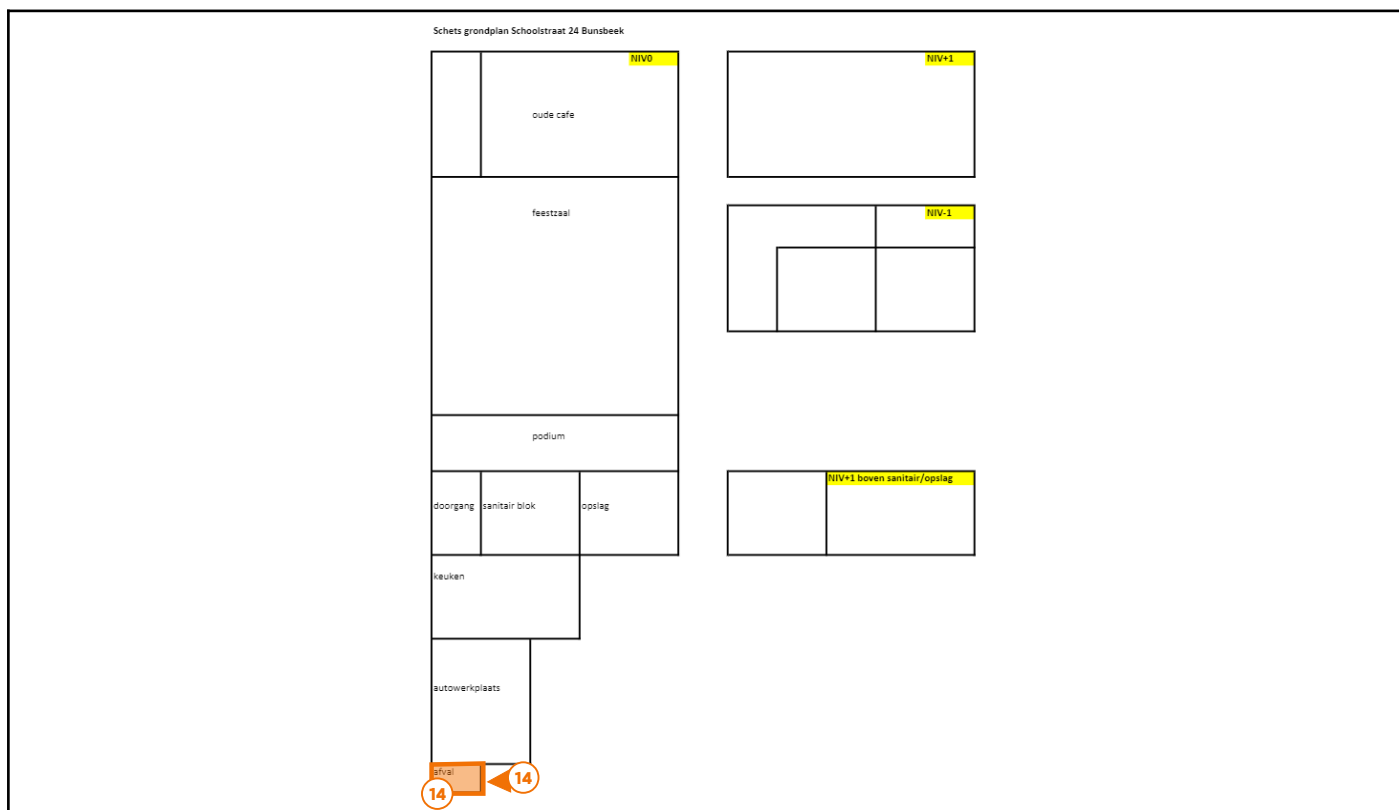 Schets grondplan Schoolstraat 24 Bunsbeek
NIV0
NIV+1
oude cafe
feestzaal
NIV-1
podium
NIV+1 boven sanitair/opslag
doorgang
sanitair blok
opslag
keuken
autowerkplaats
afval
14
14